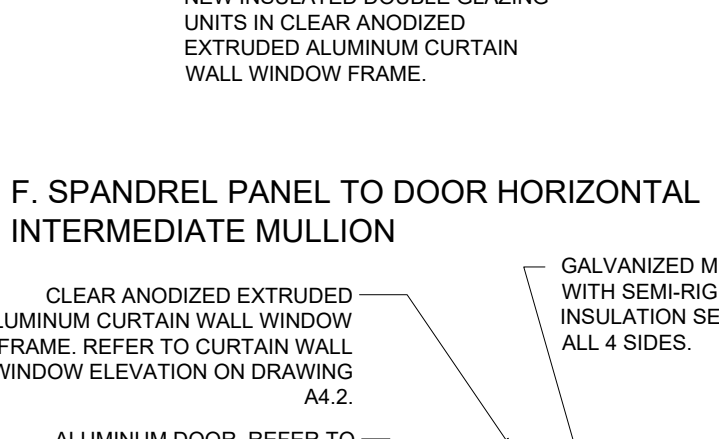 NEW INSULATED DOUBLE GLAZING
UNITS IN CLEAR ANODIZED
EXTRUDED ALUMINUM CURTAIN
WALL WINDOW FRAME.
F. SPANDREL PANEL TO DOOR HORIZONTAL
INTERMEDIATE MULLION
CLEAR ANODIZED EXTRUDED
LUMINUM CURTAIN WALL WINDOW
FRAME. REFER TO CURTAIN WALL
WINDOW ELEVATION ON DRAWING
A4.2.
ALUMINUM DOOR. REFER TO
GALVANIZED M
WITH SEMI-RIG
INSULATION SE
ALL 4 SIDES.